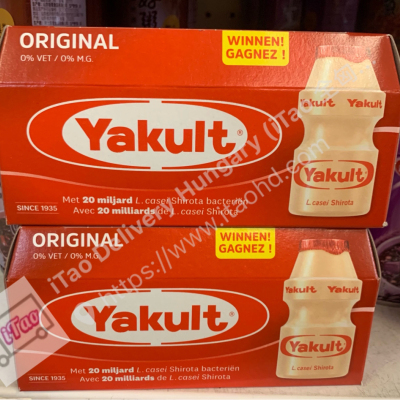 ORIGINAL
0% VET / 0% M.G.
WINNEN!
GAGNEZ !
Yakult
Yakult
Yakult
L. casei Shirota
SINCE 1935
Met 20 miljard L. casei Shirota bacteriën
Avec 20 milliards de L. casei Shirota
ORIGINAL
0% VET / 0% M.G.
WINNEN!
GAGNEZ !
Yakult
Yakult
Yakult
Yakult
L. casei Shirota
SINCE 1935
Met 20 miljard L. casei Shirota bacteriën
Avec 20 milliards de L. casei Shirota
iTao Delivery Hungary (iTao
https://www.itaohd.com
iTao